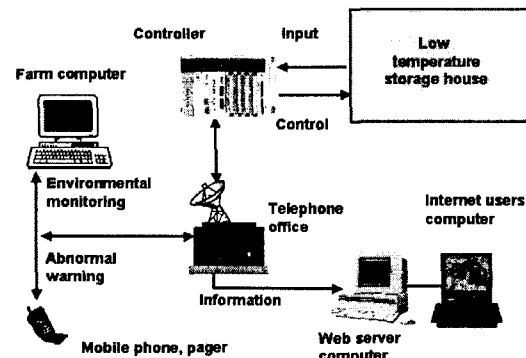 Controller
Input
Low
temperature
storage house
Farm computer
Control
Environmental
monitoring
Telephone
office
Internet users
computer
Abnormal
warning
Information
Mobile phone, pager
Web server
computer